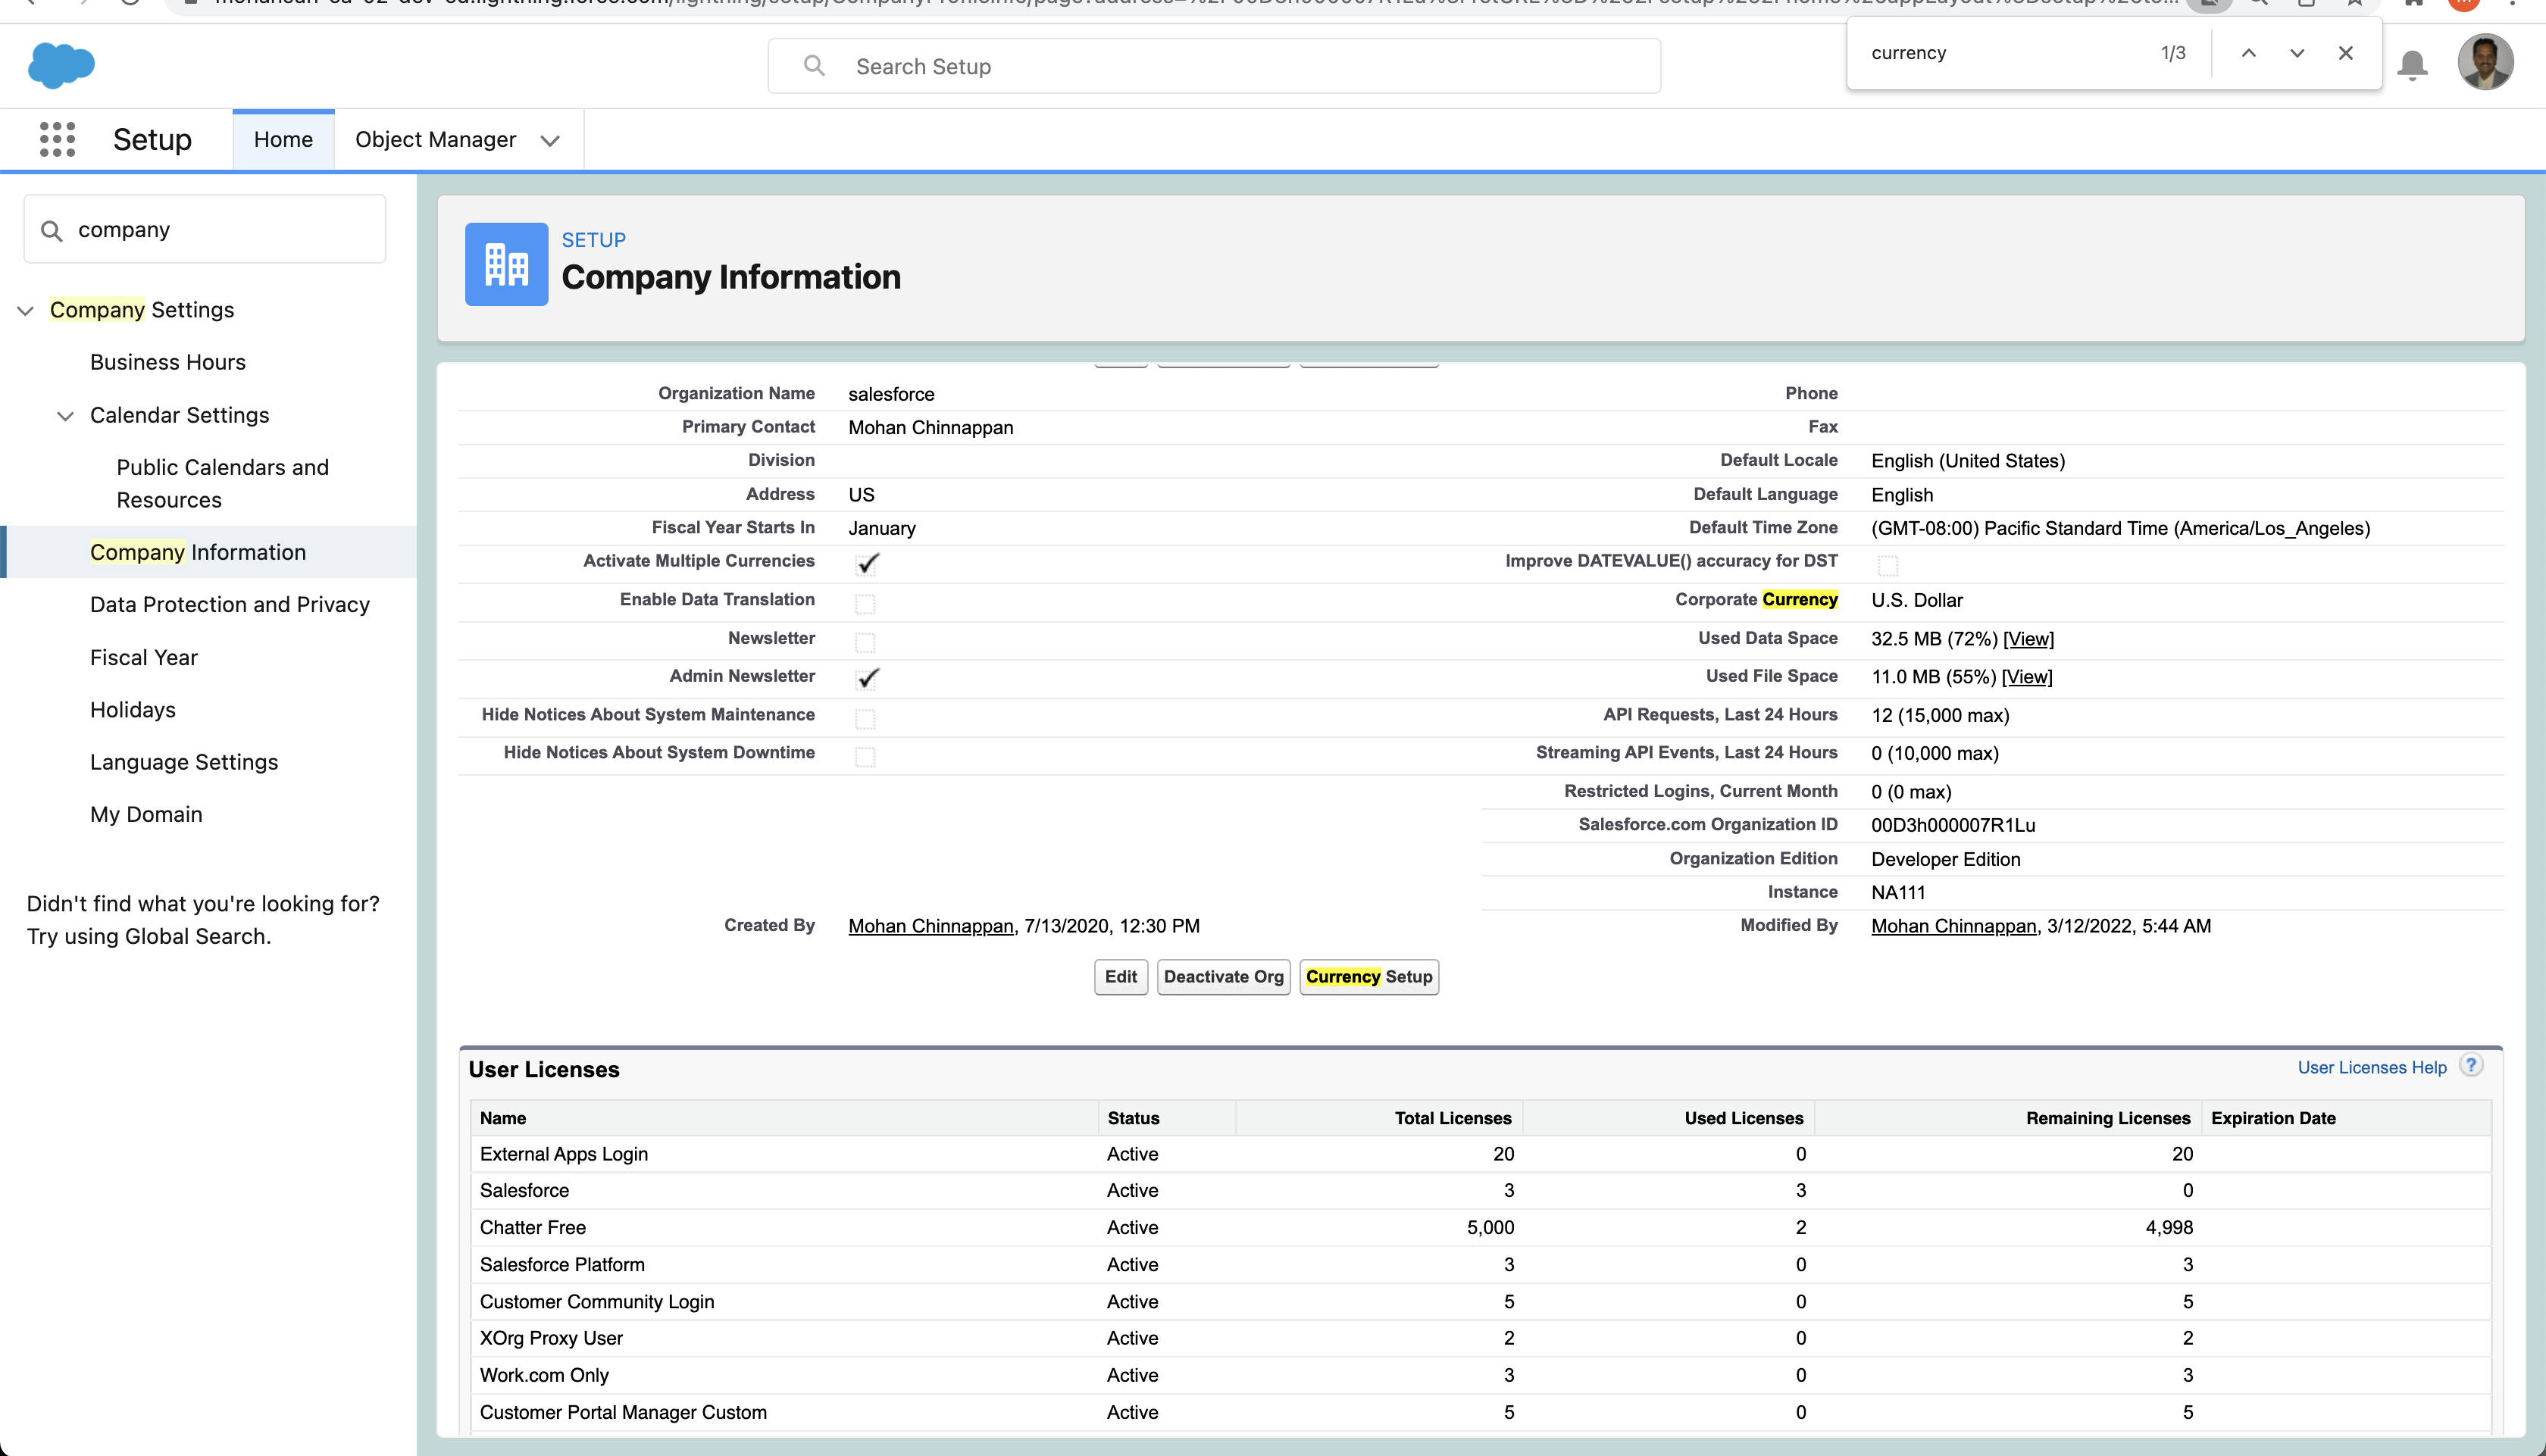 currency 1/3
Search Setup
Setup Home Object Manager
company
Company Settings
Business Hours
Calendar Settings
Public Calendars and
Resources
Company Information
Data Protection and Privacy
Fiscal Year
Holidays
Language Settings
My Domain
Didn't find what you're looking for?
Try using Global Search.
SETUP
Company Information
Organization Name salesforce Phone
Primary Contact Mohan Chinnappan Fax
Division Default Locale English (United States)
Address US Default Language English
Fiscal Year Starts In January Default Time Zone (GMT-08:00) Pacific Standard Time (America/Los_Angeles)
Activate Multiple Currencies Improve DATEVALUE() accuracy for DST
Enable Data Translation Corporate Currency U.S. Dollar
Newsletter Used Data Space 32.5 MB (72%) [View]
Admin Newsletter Used File Space 11.0 MB (55%) [View]
Hide Notices About System Maintenance API Requests, Last 24 Hours 12 (15,000 max)
Hide Notices About System Downtime Streaming API Events, Last 24 Hours 0 (10,000 max)
Restricted Logins, Current Month 0 (0 max)
Salesforce.com Organization ID 00D3h000007R1Lu
Organization Edition Developer Edition
Instance NA111
Created By Mohan Chinnappan, 7/13/2020, 12:30 PM Modified By Mohan Chinnappan, 3/12/2022, 5:44 AM
Edit Deactivate Org Currency Setup
User Licenses User Licenses Help ?
Name Status Total Licenses Used Licenses Remaining Licenses Expiration Date
External Apps Login Active 20 0 20
Salesforce Active 3 3 0
Chatter Free Active 5,000 2 4,998
Salesforce Platform Active 3 0 3
Customer Community Login Active 5 0 5
XOrg Proxy User Active 2 0 2
Work.com Only Active 3 0 3
Customer Portal Manager Custom Active 5 0 5